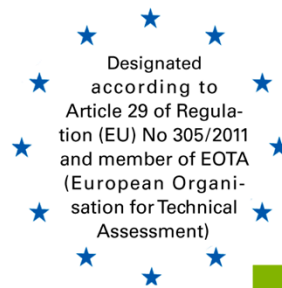 Designated
according to
Article 29 of Regula-
tion (EU) No 305/2011
and member of EOTA
(European Organi-
sation for Technical
Assessment)